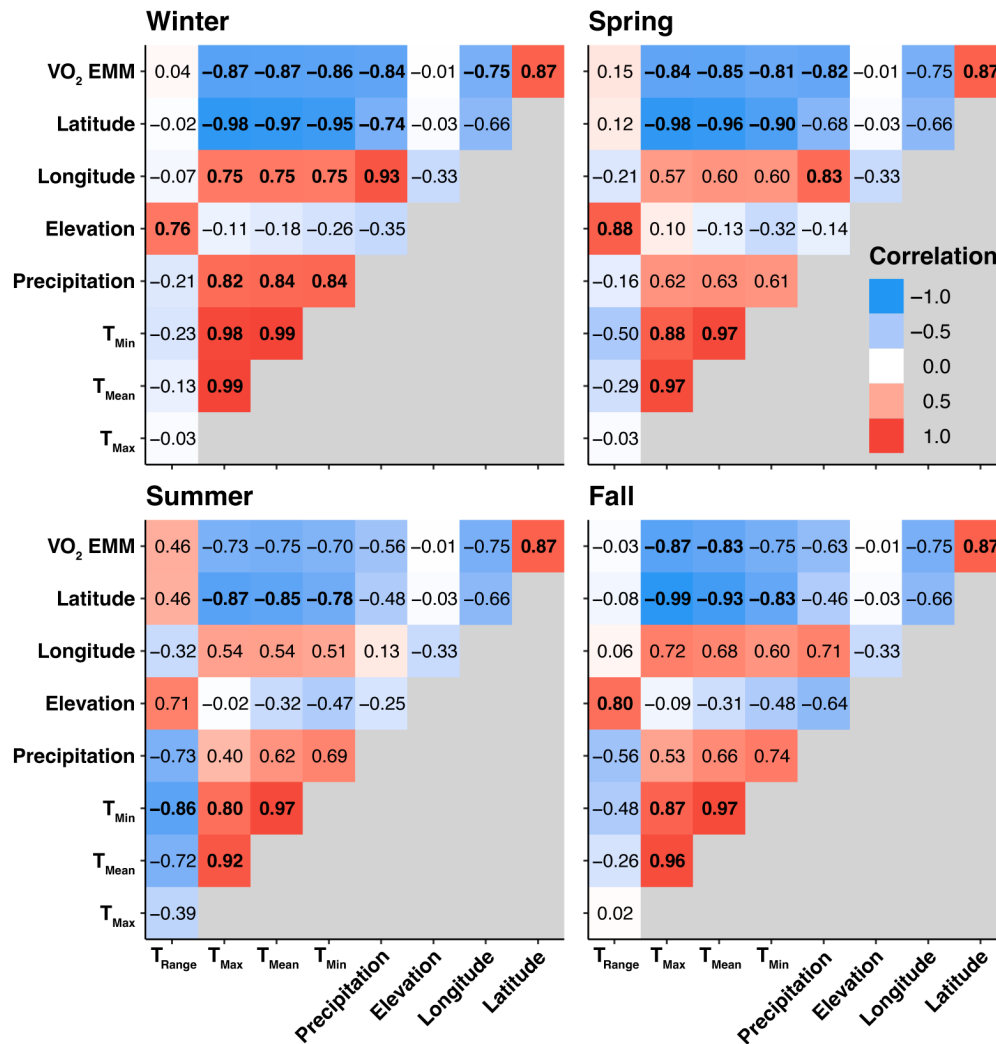 Winter
VO₂ EMM 0.04 −0.87 −0.87 −0.86 −0.84 −0.01 −0.75 0.87
Latitude −0.02 −0.98 −0.97 −0.95 −0.74 −0.03 −0.66
Longitude −0.07 0.75 0.75 0.75 0.93 −0.33
Elevation 0.76 −0.11 −0.18 −0.26 −0.35
Precipitation −0.21 0.82 0.84 0.84
T Min −0.23 0.98 0.99
T Mean −0.13 0.99
T Max −0.03
Spring
0.15 −0.84 −0.85 −0.81 −0.82 −0.01 −0.75 0.87
0.12 −0.98 −0.96 −0.90 −0.68 −0.03 −0.66
−0.21 0.57 0.60 0.60 0.83 −0.33
0.88 0.10 −0.13 −0.32 −0.14
−0.16 0.62 0.63 0.61
−0.50 0.88 0.97
−0.29 0.97
−0.03
Correlation
−1.0
−0.5
0.0
0.5
1.0
Summer
VO₂ EMM 0.46 −0.73 −0.75 −0.70 −0.56 −0.01 −0.75 0.87
Latitude 0.46 −0.87 −0.85 −0.78 −0.48 −0.03 −0.66
Longitude −0.32 0.54 0.54 0.51 0.13 −0.33
Elevation 0.71 −0.02 −0.32 −0.47 −0.25
Precipitation −0.73 0.40 0.62 0.69
T Min −0.86 0.80 0.97
T Mean −0.72 0.92
T Max −0.39
T Range T Max T Mean T Min Precipitation Elevation Longitude Latitude
Fall
−0.03 −0.87 −0.83 −0.75 −0.63 −0.01 −0.75 0.87
−0.08 −0.99 −0.93 −0.83 −0.46 −0.03 −0.66
0.06 0.72 0.68 0.60 0.71 −0.33
0.80 −0.09 −0.31 −0.48 −0.64
−0.56 0.53 0.66 0.74
−0.48 0.87 0.97
−0.26 0.96
0.02
T Range T Max T Mean T Min Precipitation Elevation Longitude Latitude